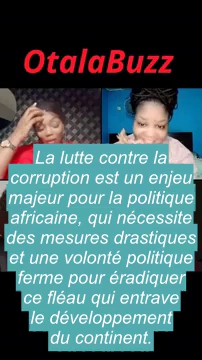 OtalaBuzz
La lutte contre la
corruption est un enjeu
majeur pour la politique
africaine, qui nécessite
des mesures drastiques
et une volonté politique
ferme pour éradiquer
ce fléau qui entrave
le développement
du continent.